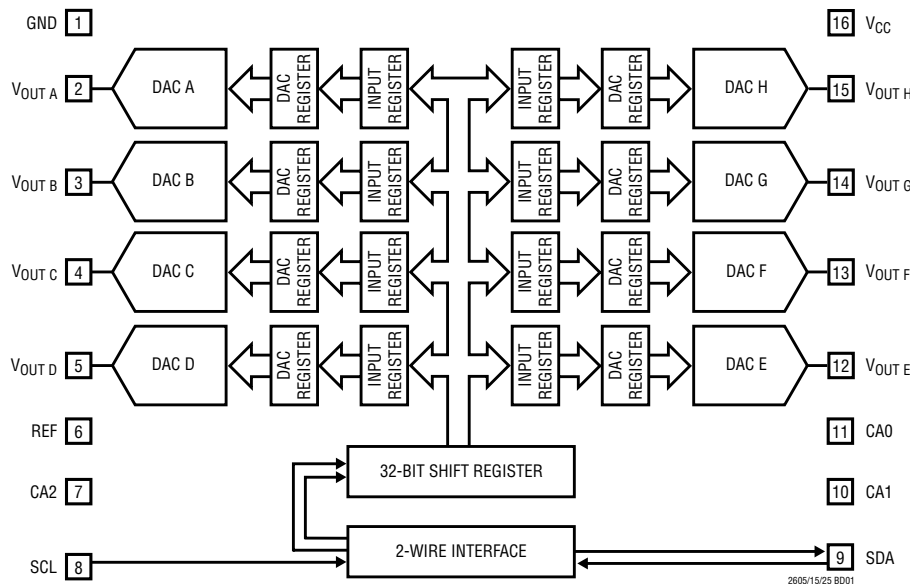 GND 1
16 VCC
VOUT A 2 DAC A DAC REGISTER INPUT REGISTER INPUT REGISTER DAC REGISTER DAC H 15 VOUT H
VOUT B 3 DAC B DAC REGISTER INPUT REGISTER INPUT REGISTER DAC REGISTER DAC G 14 VOUT G
VOUT C 4 DAC C DAC REGISTER INPUT REGISTER INPUT REGISTER DAC REGISTER DAC F 13 VOUT F
VOUT D 5 DAC D DAC REGISTER INPUT REGISTER INPUT REGISTER DAC REGISTER DAC E 12 VOUT E
REF 6
11 CA0
32-BIT SHIFT REGISTER
CA2 7
10 CA1
2-WIRE INTERFACE
SCL 8
9 SDA
2605/15/25 BD01